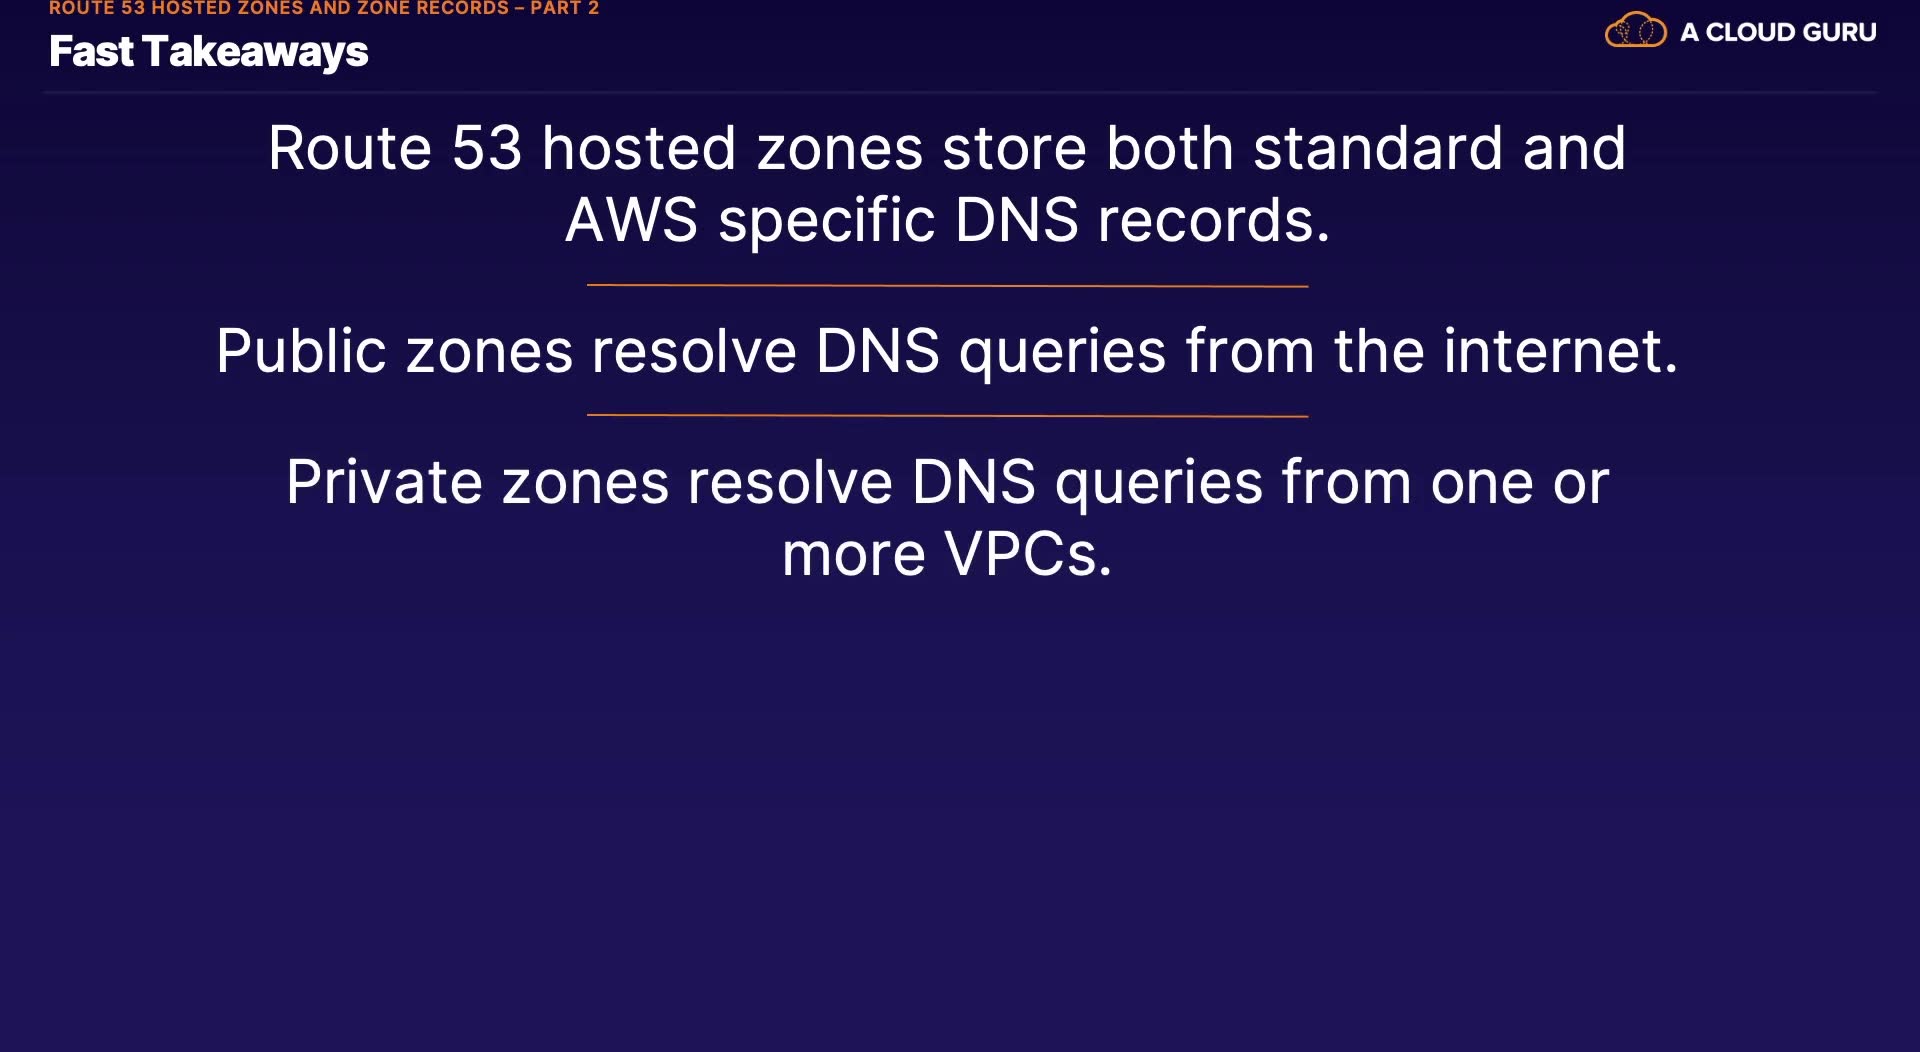 ROUTE 53 HOSTED ZONES AND ZONE RECORDS – PART 2
Fast Takeaways
A CLOUD GURU
Route 53 hosted zones store both standard and
AWS specific DNS records.
Public zones resolve DNS queries from the internet.
Private zones resolve DNS queries from one or
more VPCs.